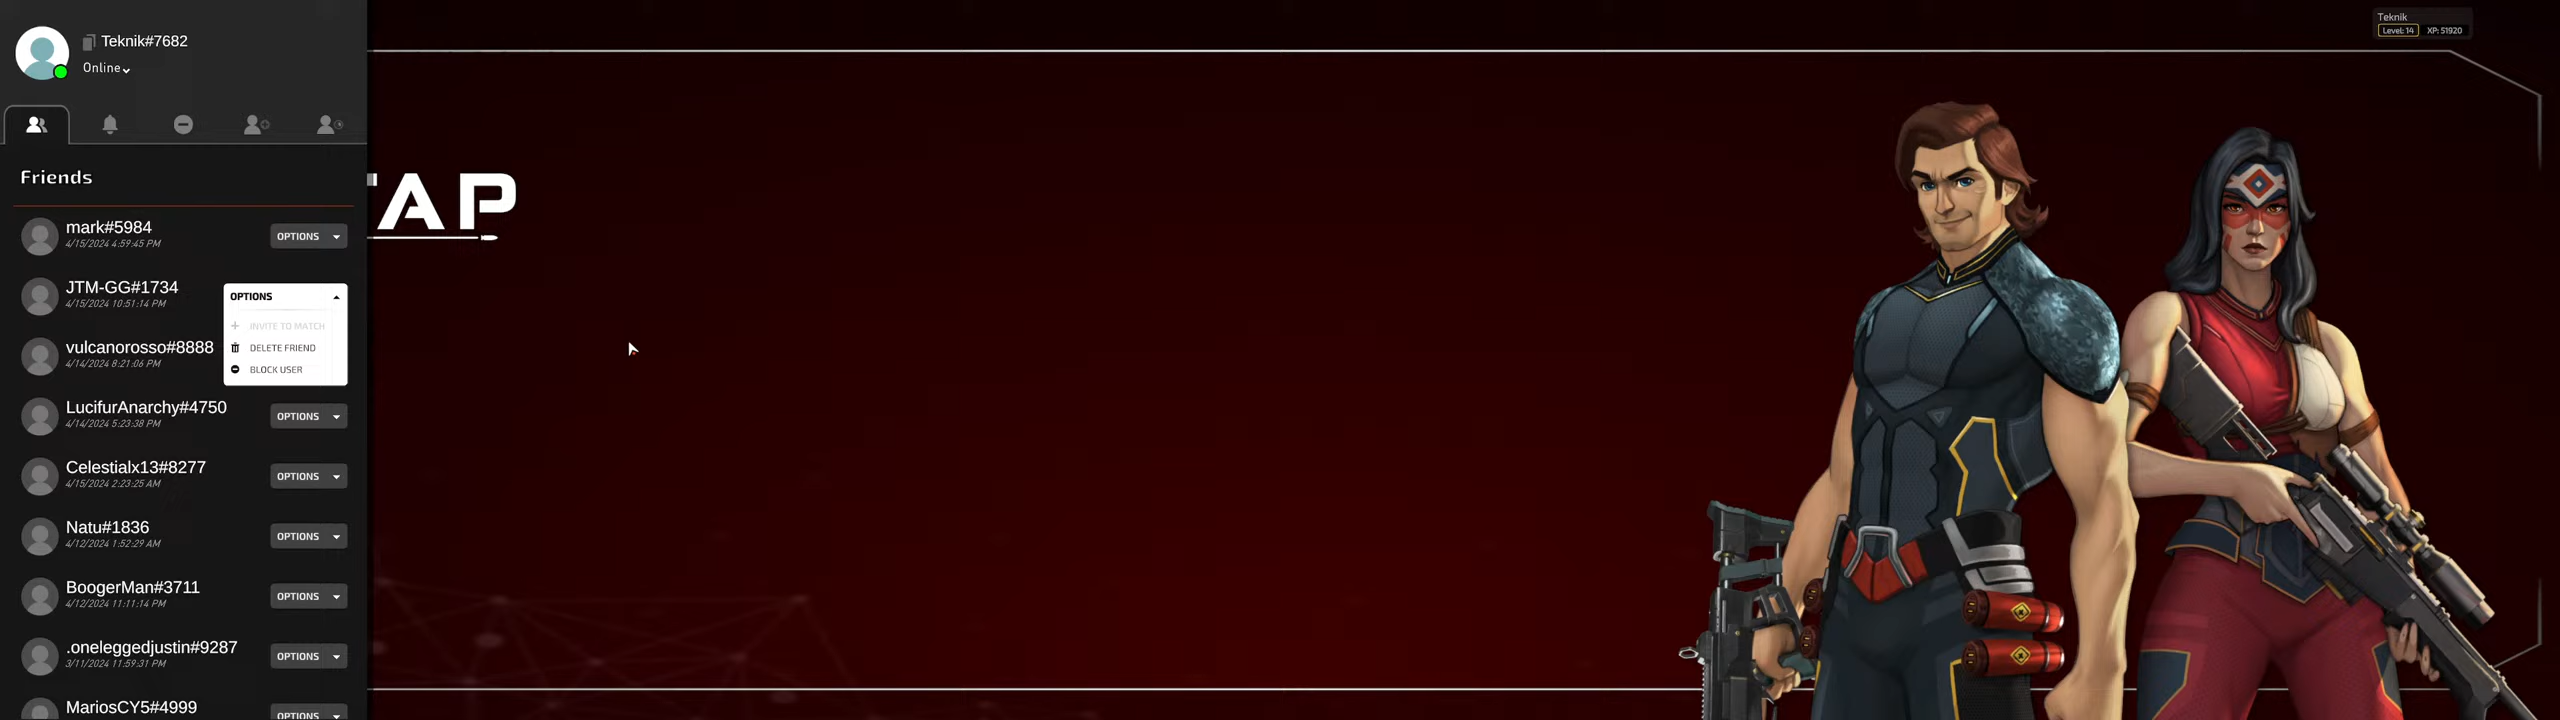 Teknik#7682
Online
Teknik
Level: 14 XP: 51920
Friends
TAP
mark#5984
4/15/2024 4:59:45 PM
OPTIONS
JTM-GG#1734
4/15/2024 10:51:14 PM
OPTIONS
INVITE TO MATCH
DELETE FRIEND
BLOCK USER
vulcanorosso#8888
4/14/2024 8:21:06 PM
LucifurAnarchy#4750
4/14/2024 5:23:38 PM
OPTIONS
Celestialx13#8277
4/15/2024 2:23:25 AM
OPTIONS
Natu#1836
4/12/2024 1:52:29 AM
OPTIONS
BoogerMan#3711
4/12/2024 11:11:14 PM
OPTIONS
.oneleggedjustin#9287
3/11/2024 11:59:31 PM
OPTIONS
MariosCY5#4999
OPTIONS